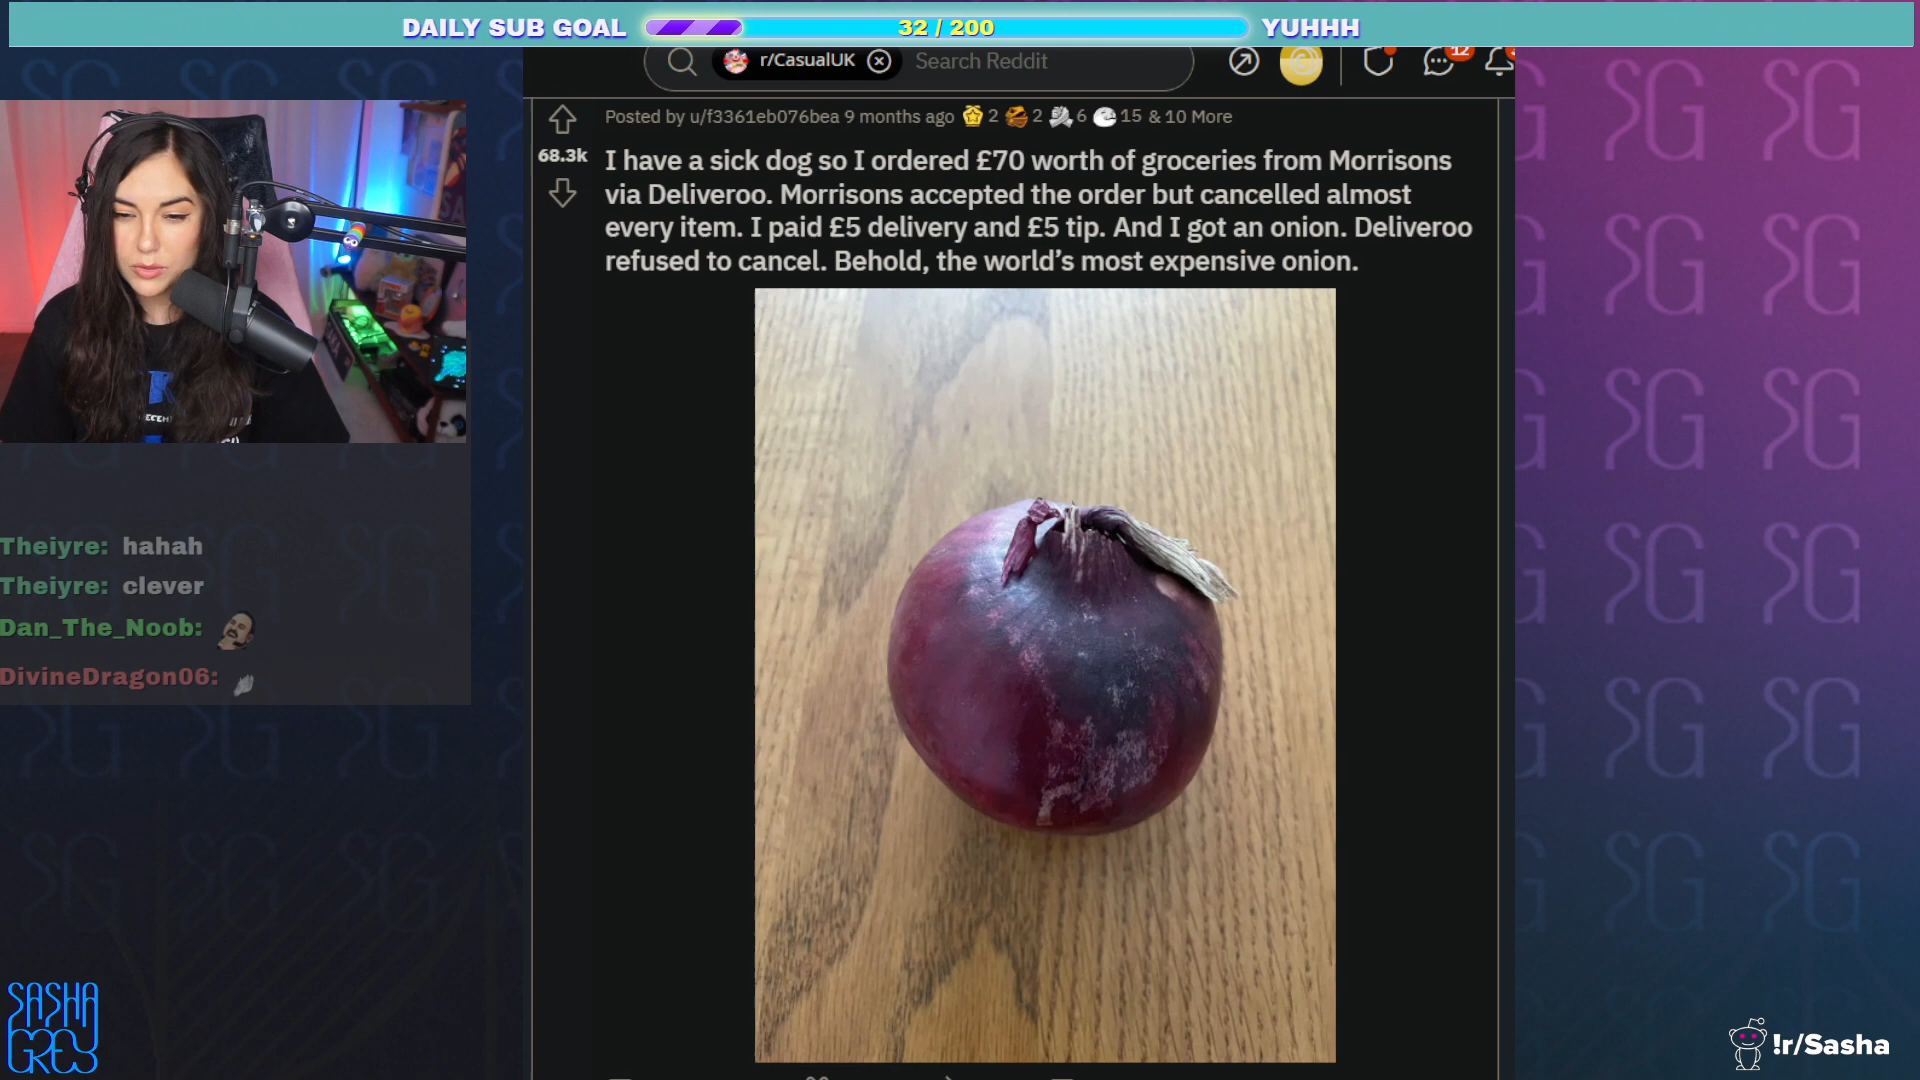 DAILY SUB GOAL 32 / 200 YUHHH
r/CasualUK Search Reddit
12
Posted by u/f3361eb076bea 9 months ago 2 2 6 15 & 10 More
68.3k
I have a sick dog so I ordered £70 worth of groceries from Morrisons
via Deliveroo. Morrisons accepted the order but cancelled almost
every item. I paid £5 delivery and £5 tip. And I got an onion. Deliveroo
refused to cancel. Behold, the world’s most expensive onion.
Theiyre: hahah
Theiyre: clever
Dan_The_Noob:
DivineDragon06:
SASHA
GREY
!r/Sasha
SG